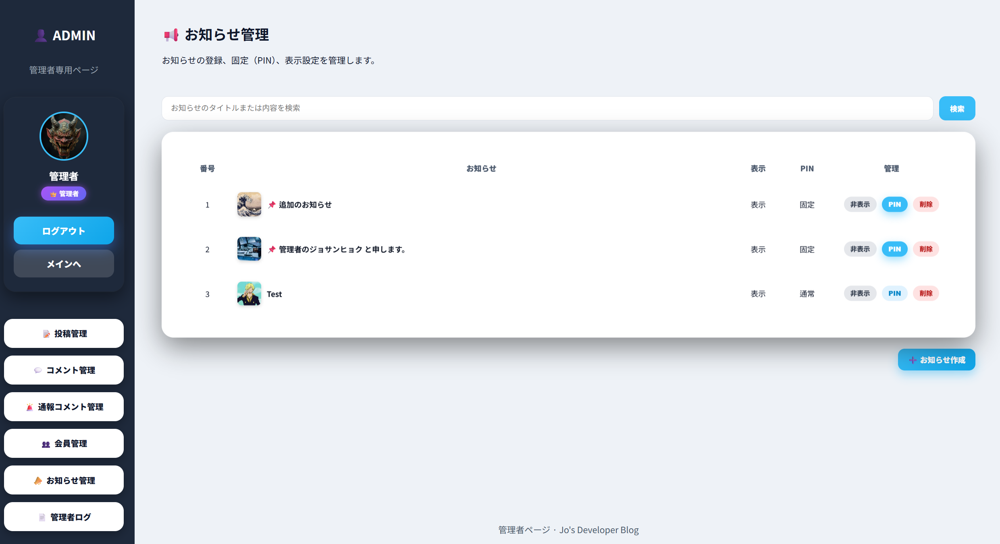 ADMIN
管理者専用ページ
管理者
管理者
ログアウト
メインへ
投稿管理
コメント管理
通報コメント管理
会員管理
お知らせ管理
管理者ログ
お知らせ管理
お知らせの登録、固定（PIN）、表示設定を管理します。
お知らせのタイトルまたは内容を検索 検索
番号 お知らせ 表示 PIN 管理
1 追加のお知らせ 表示 固定 非表示 PIN 削除
2 管理者のジョサンヒョク と申します。 表示 固定 非表示 PIN 削除
3 Test 表示 通常 非表示 PIN 削除
お知らせ作成
管理者ページ · Jo's Developer Blog